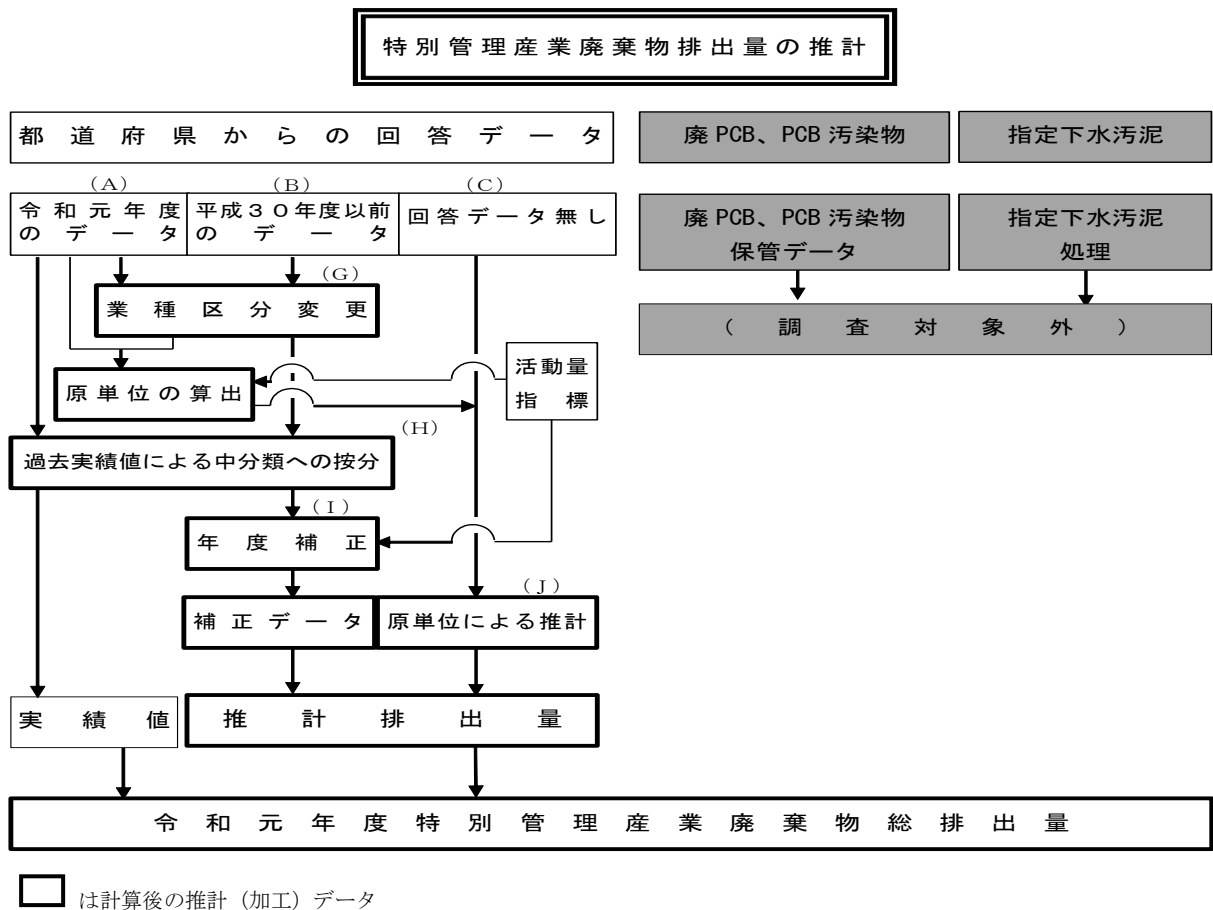 特別管理産業廃棄物排出量の推計
都道府県からの回答データ
廃PCB、PCB汚染物
指定下水汚泥
(A)
(B)
(C)
令和元年度
のデータ
平成30年度以前
のデータ
回答データ無し
廃PCB、PCB汚染物
保管データ
指定下水汚泥
処理
(G)
業種区分変更
(調査対象外)
活動量
指標
原単位の算出
(H)
過去実績値による中分類への按分
(I)
年度補正
(J)
補正データ
原単位による推計
実績値
推計排出量
令和元年度特別管理産業廃棄物総排出量
は計算後の推計(加工)データ